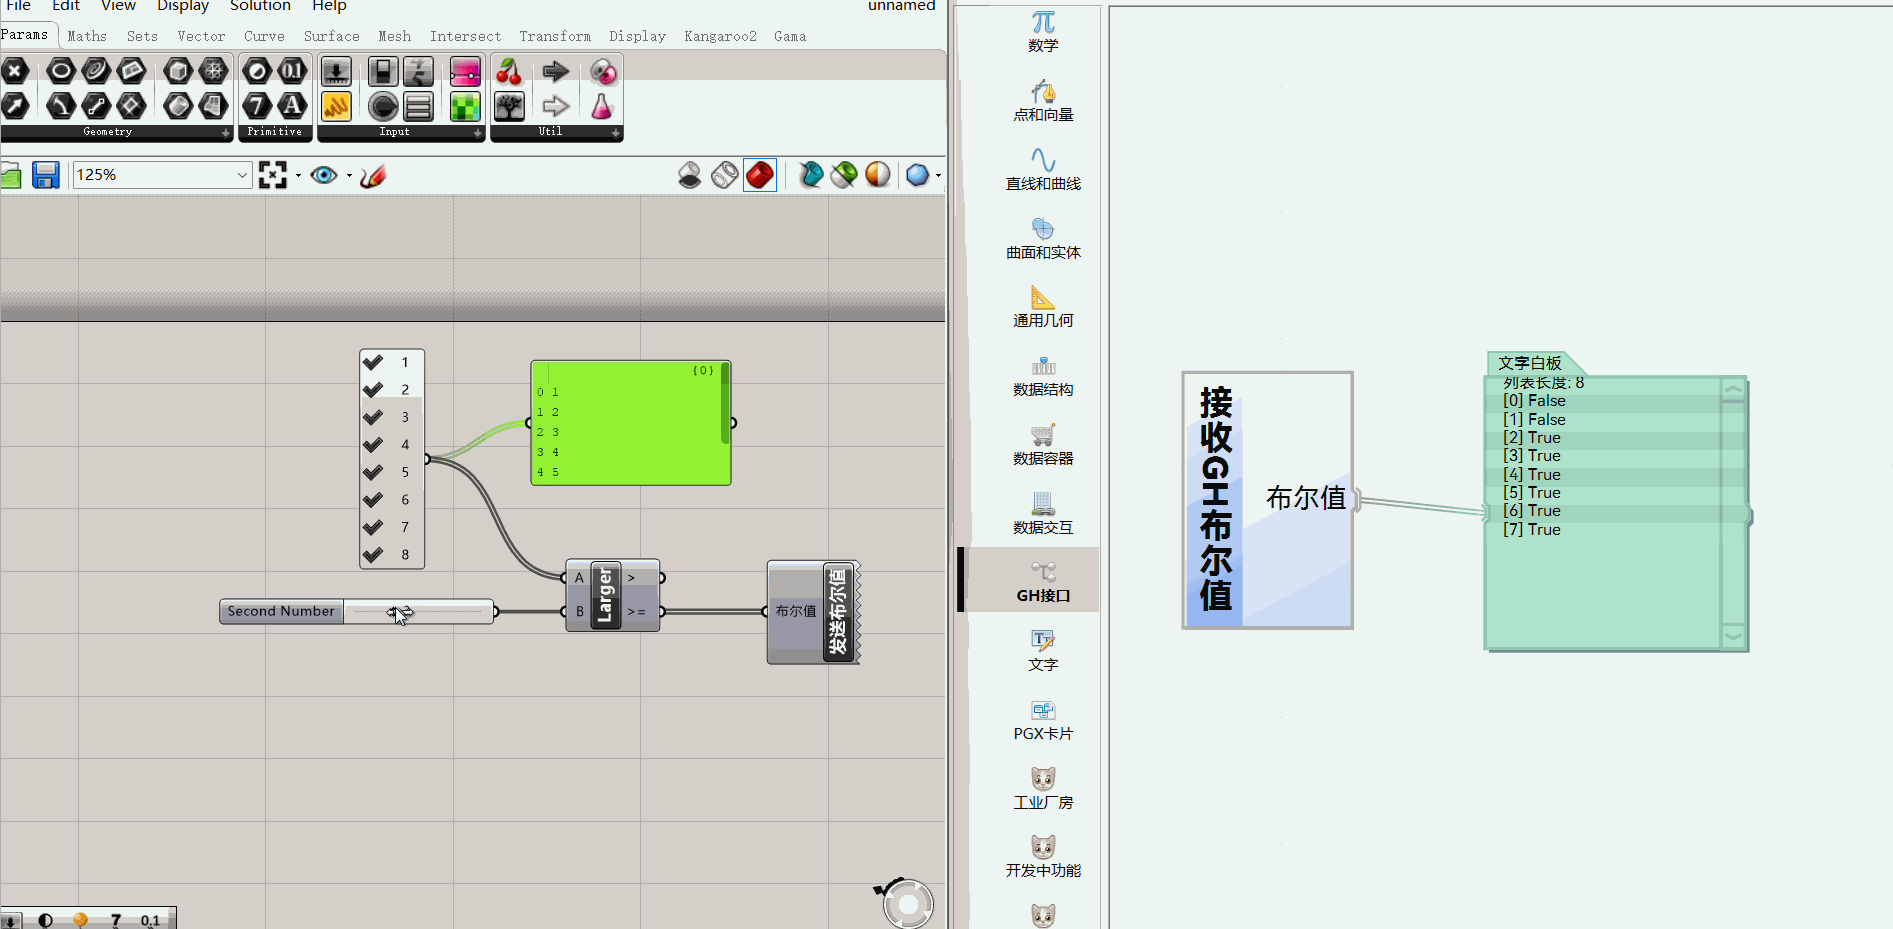 File Edit View Display Solution Help unnamed
Params Maths Sets Vector Curve Surface Mesh Intersect Transform Display Kangaroo2 Gama
Geometry Primitive Input Util
125%
1
2
3
4
5
6
7
8
{0}
0 1
1 2
2 3
3 4
4 5
Second Number
A
B
Larger
>
>=
布尔值
发送布尔值
7 0.1
数学
点和向量
直线和曲线
曲面和实体
通用几何
数据结构
数据容器
数据交互
GH接口
文字
PGX卡片
工业厂房
开发中功能
接收GH布尔值
布尔值
文字白板
列表长度: 8
[0] False
[1] False
[2] True
[3] True
[4] True
[5] True
[6] True
[7] True